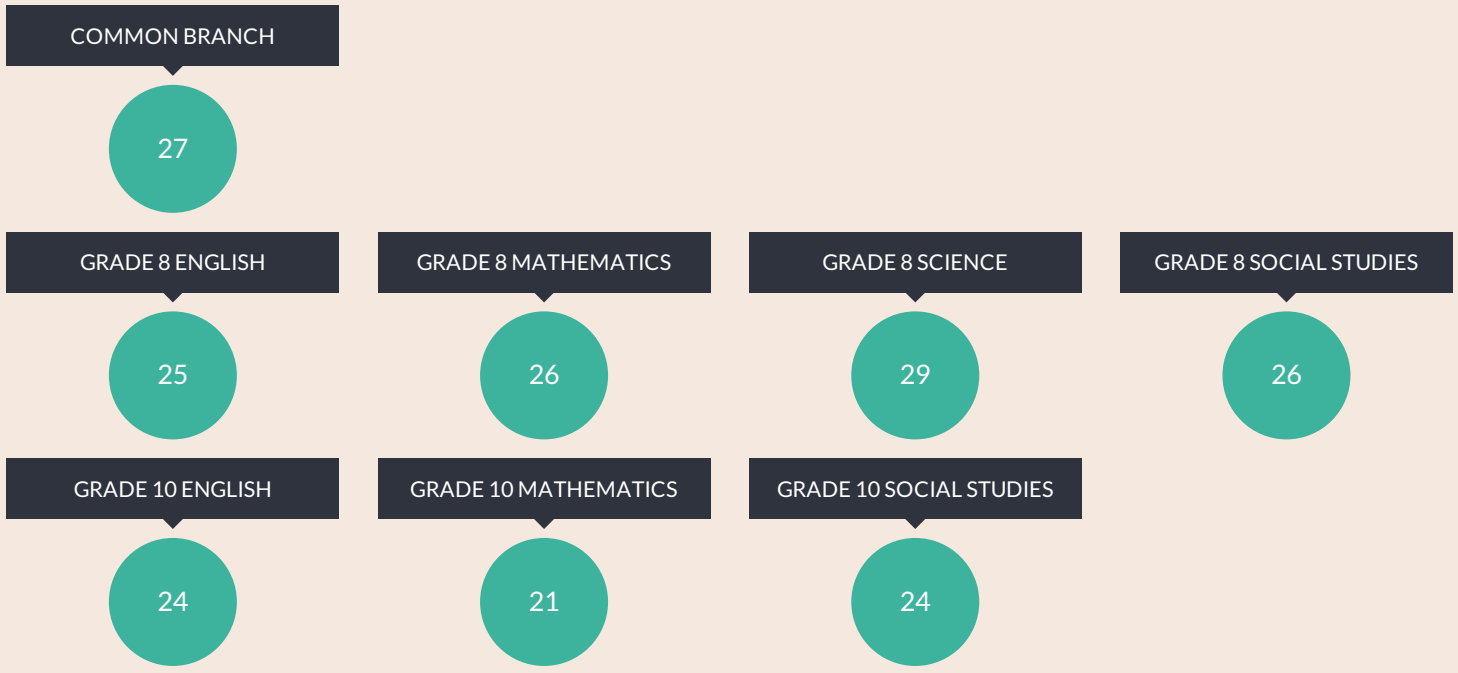 COMMON BRANCH
27
GRADE 8 ENGLISH
25
GRADE 8 MATHEMATICS
26
GRADE 8 SCIENCE
29
GRADE 8 SOCIAL STUDIES
26
GRADE 10 ENGLISH
24
GRADE 10 MATHEMATICS
21
GRADE 10 SOCIAL STUDIES
24